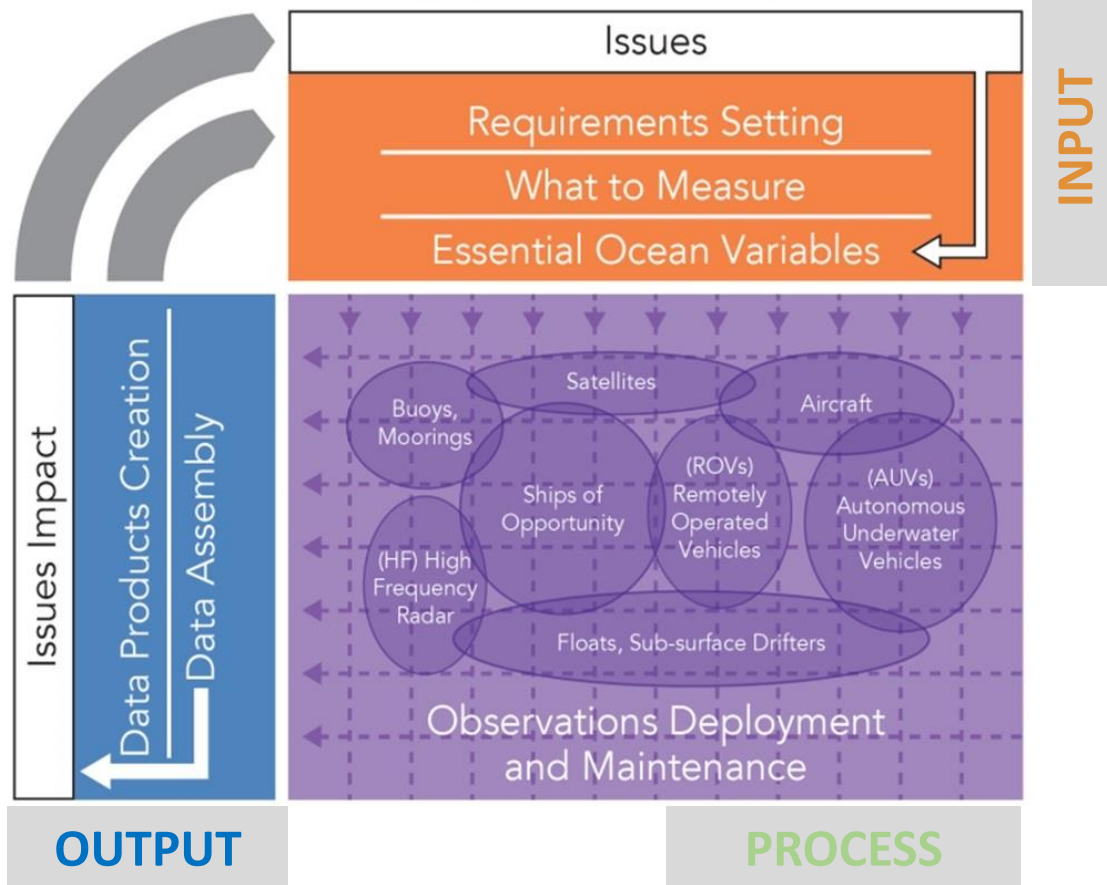 Issues
INPUT
Requirements Setting
What to Measure
Essential Ocean Variables
Issues Impact
Data Products Creation
Data Assembly
Satellites
Aircraft
Buoys,
Moorings
Ships of
Opportunity
(ROVs)
Remotely
Operated
Vehicles
(AUVs)
Autonomous
Underwater
Vehicles
(HF) High
Frequency
Radar
Floats, Sub-surface Drifters
Observations Deployment
and Maintenance
OUTPUT
PROCESS